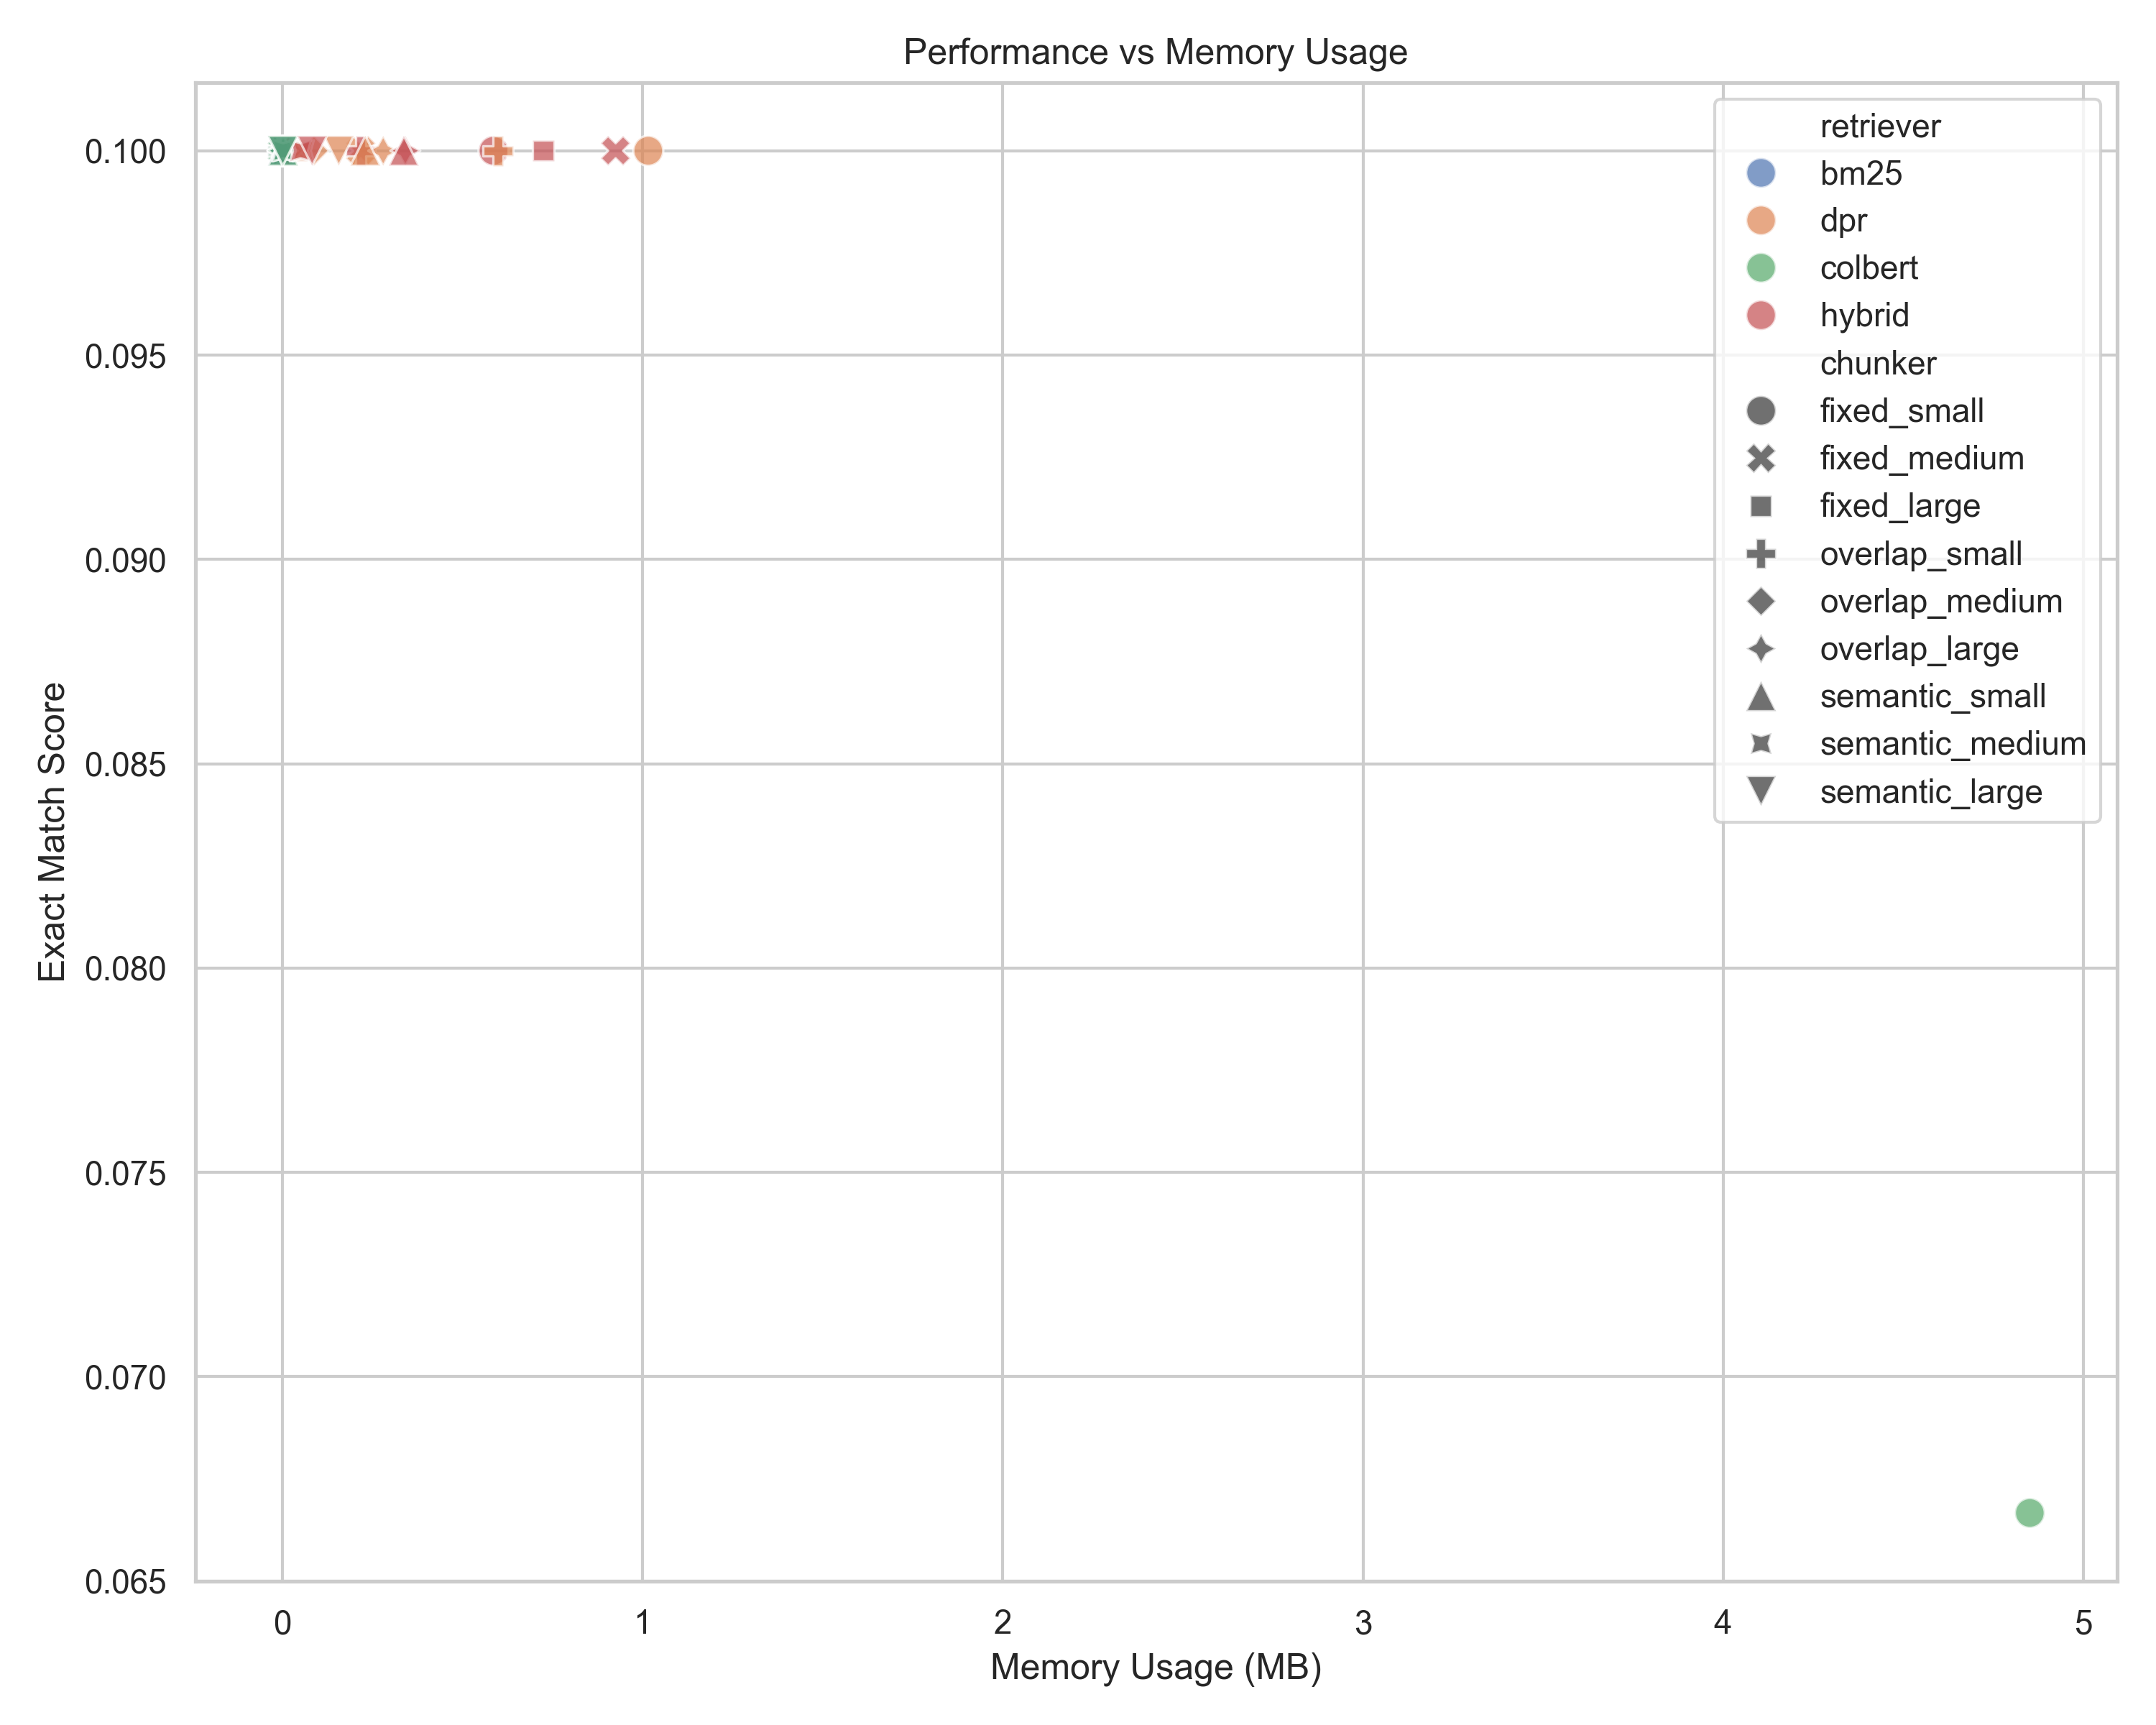 Performance vs Memory Usage
retriever
bm25
dpr
colbert
hybrid
chunker
fixed_small
fixed_medium
fixed_large
overlap_small
overlap_medium
overlap_large
semantic_small
semantic_medium
semantic_large
Exact Match Score
0.100
0.095
0.090
0.085
0.080
0.075
0.070
0.065
0 1 2 3 4 5
Memory Usage (MB)